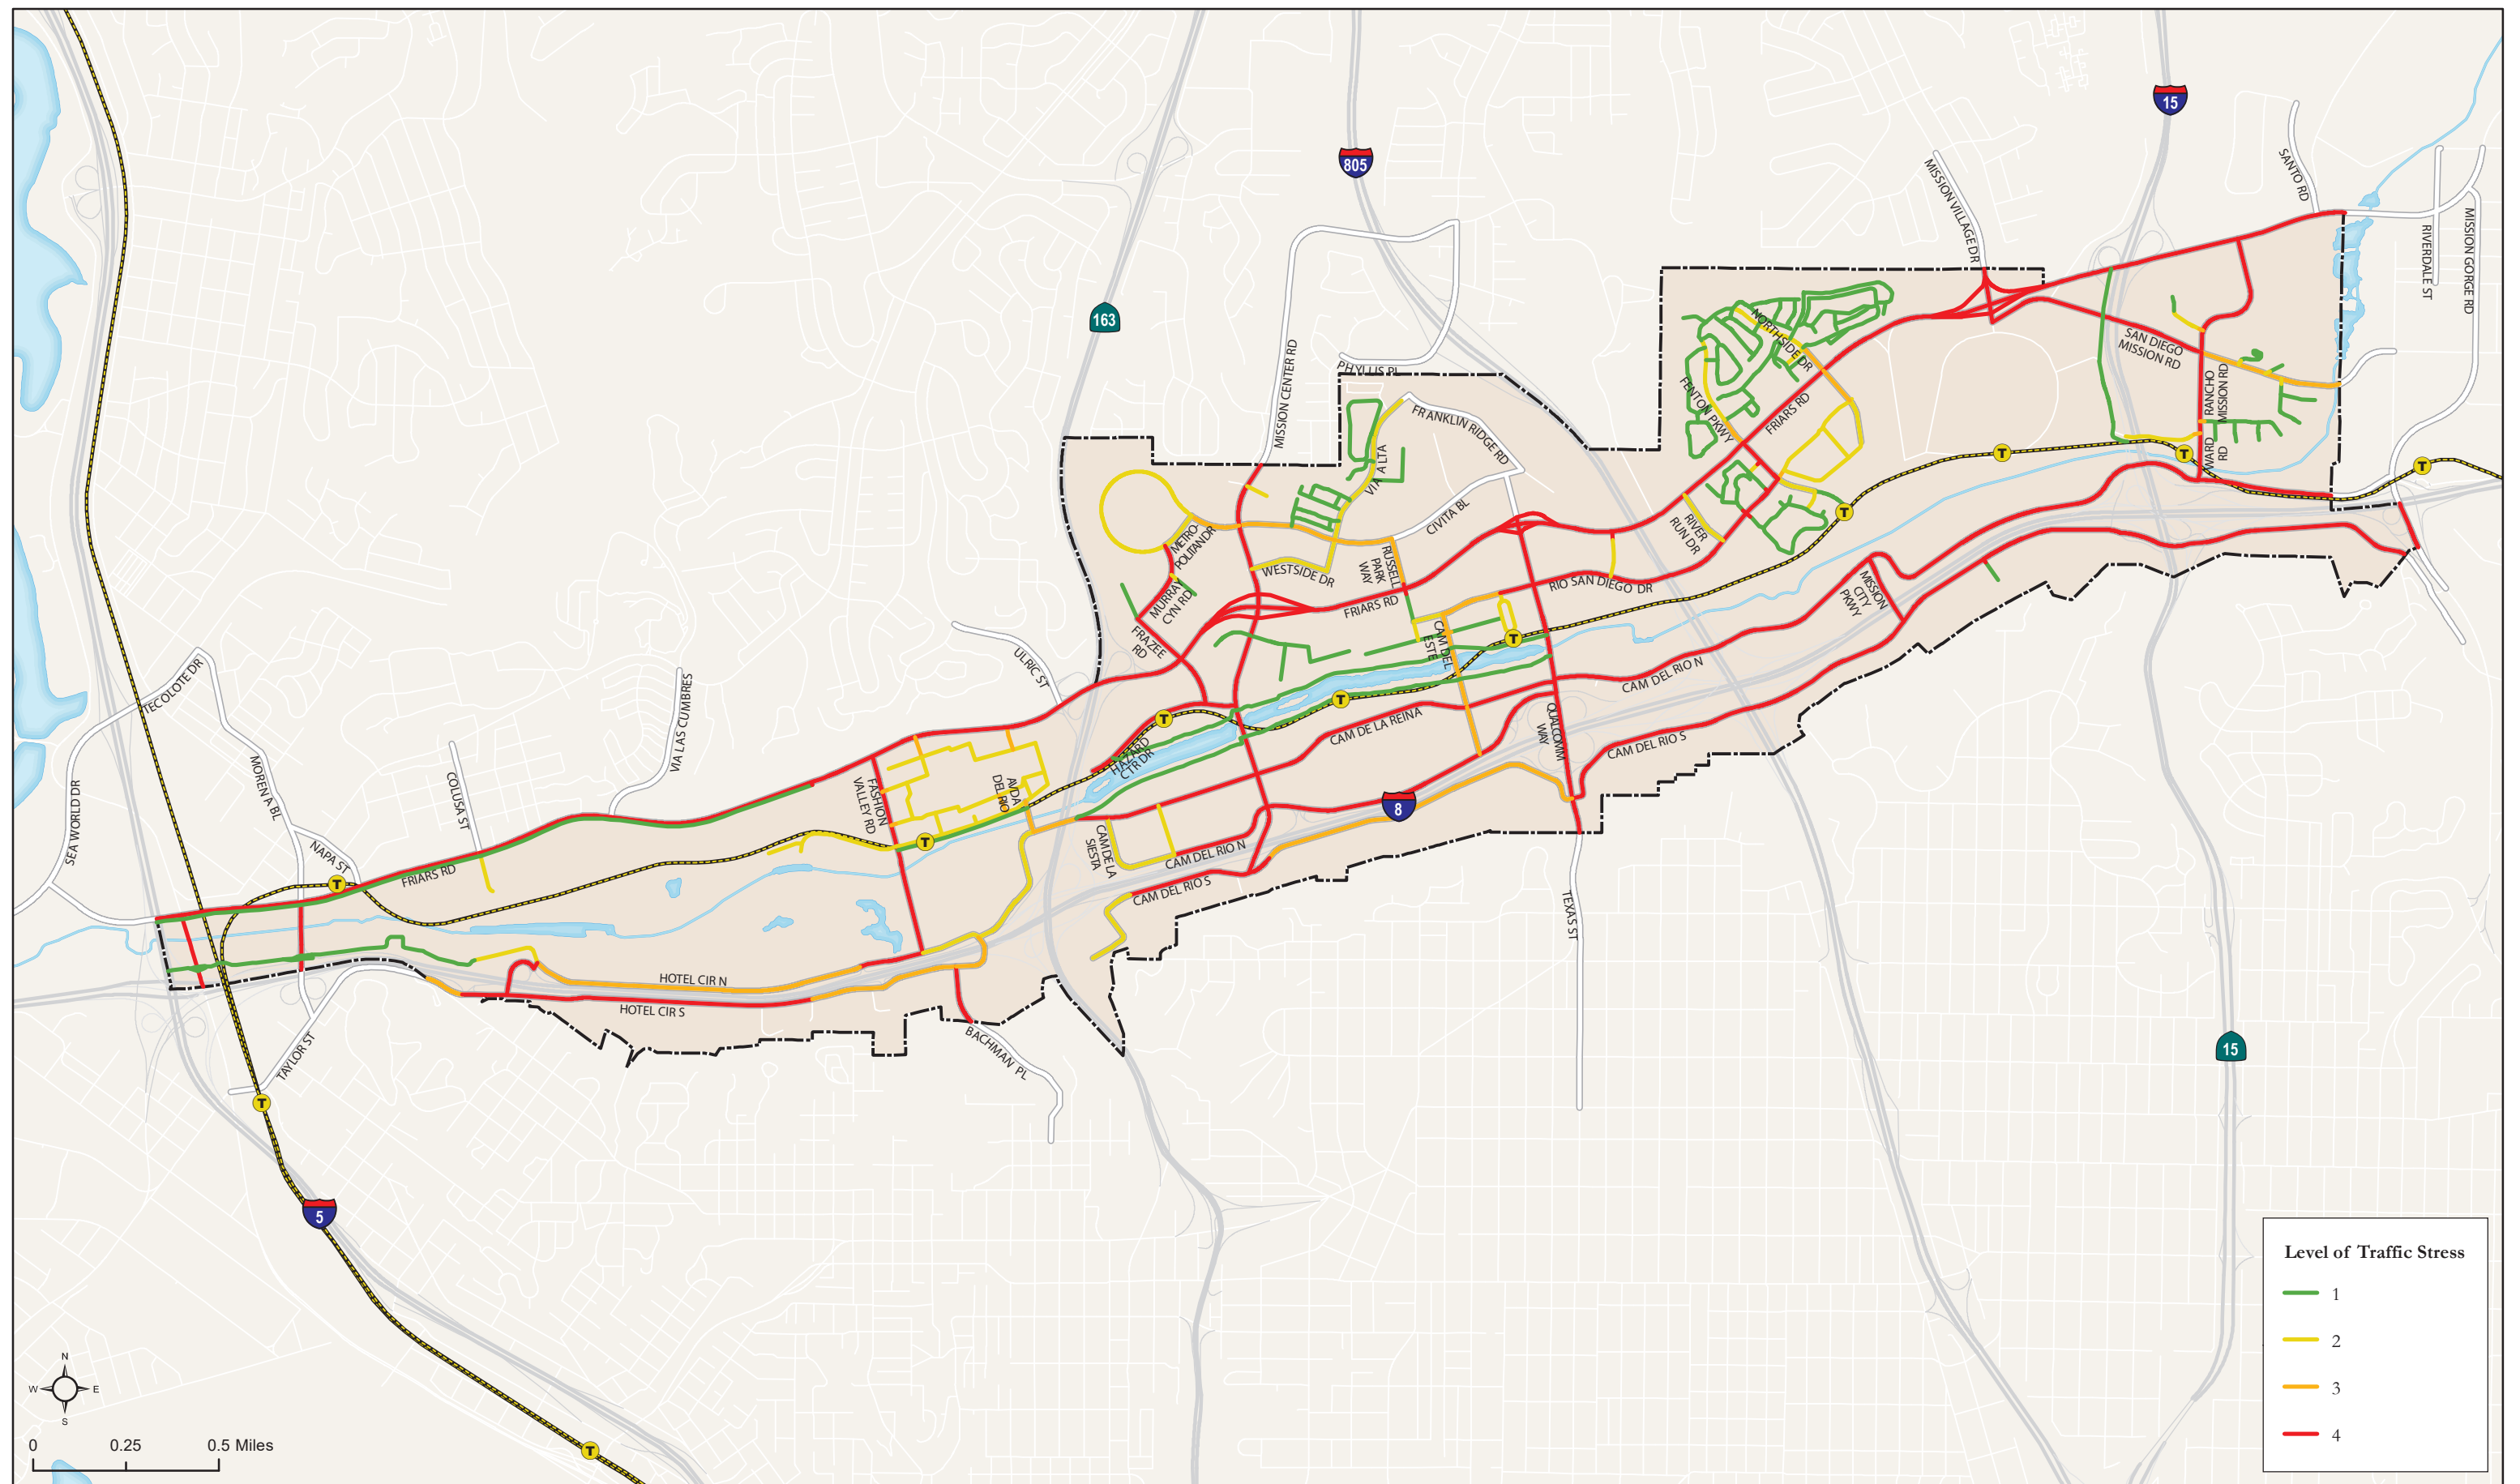 15
805
163
SANTO RD
MISSION VILLAGE DR
RIVERDALE ST
MISSION GORGE RD
MISSION CENTER RD
PHYLLIS PL
FRANKLIN RIDGE RD
VIA ALTA
CIVITA BL
NORTHSIDE DR
FENTON PKWY
FRIARS RD
SAN DIEGO
MISSION RD
RANCHO
MISSION RD
WARD
RD
T
T
T
T
METRO
POLITAN DR
MURRAY
CYN RD
FRAZEE
RD
WESTSIDE DR
RUSSELL
PARK
WAY
RIVER
RUN DR
FRIARS RD
RIO SAN DIEGO DR
MISSION
CITY
PKWY
CAM DEL
ESTE
T
CAM DEL RIO N
TECOLOTE DR
ULRIC ST
VIA LAS CUMBRES
T
T
HAZARD
CTR DR
CAM DE LA REINA
QUALCOMM
WAY
CAM DEL RIO S
SEA WORLD DR
MORENA BL
COLUSA ST
FASHION
VALLEY RD
AVDA
DEL RIO
8
NAPA ST
T
T
FRIARS RD
CAM DE LA
SIESTA
CAM DEL RIO N
CAM DEL RIO S
TEXAS ST
HOTEL CIR N
HOTEL CIR S
BACHMAN PL
TAYLOR ST
T
15
5
T
Level of Traffic Stress
1
2
3
4
N
W
E
S
0
0.25
0.5 Miles